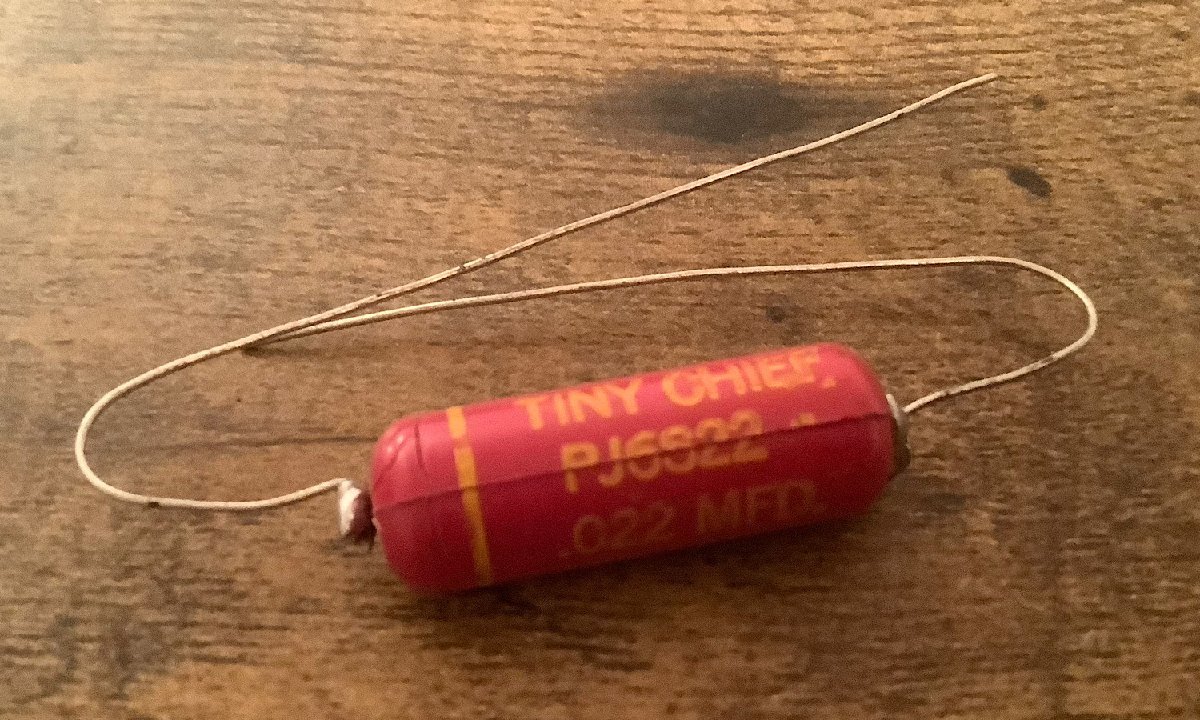 TINY CHIEF
PJ6S22
.022 MFD.